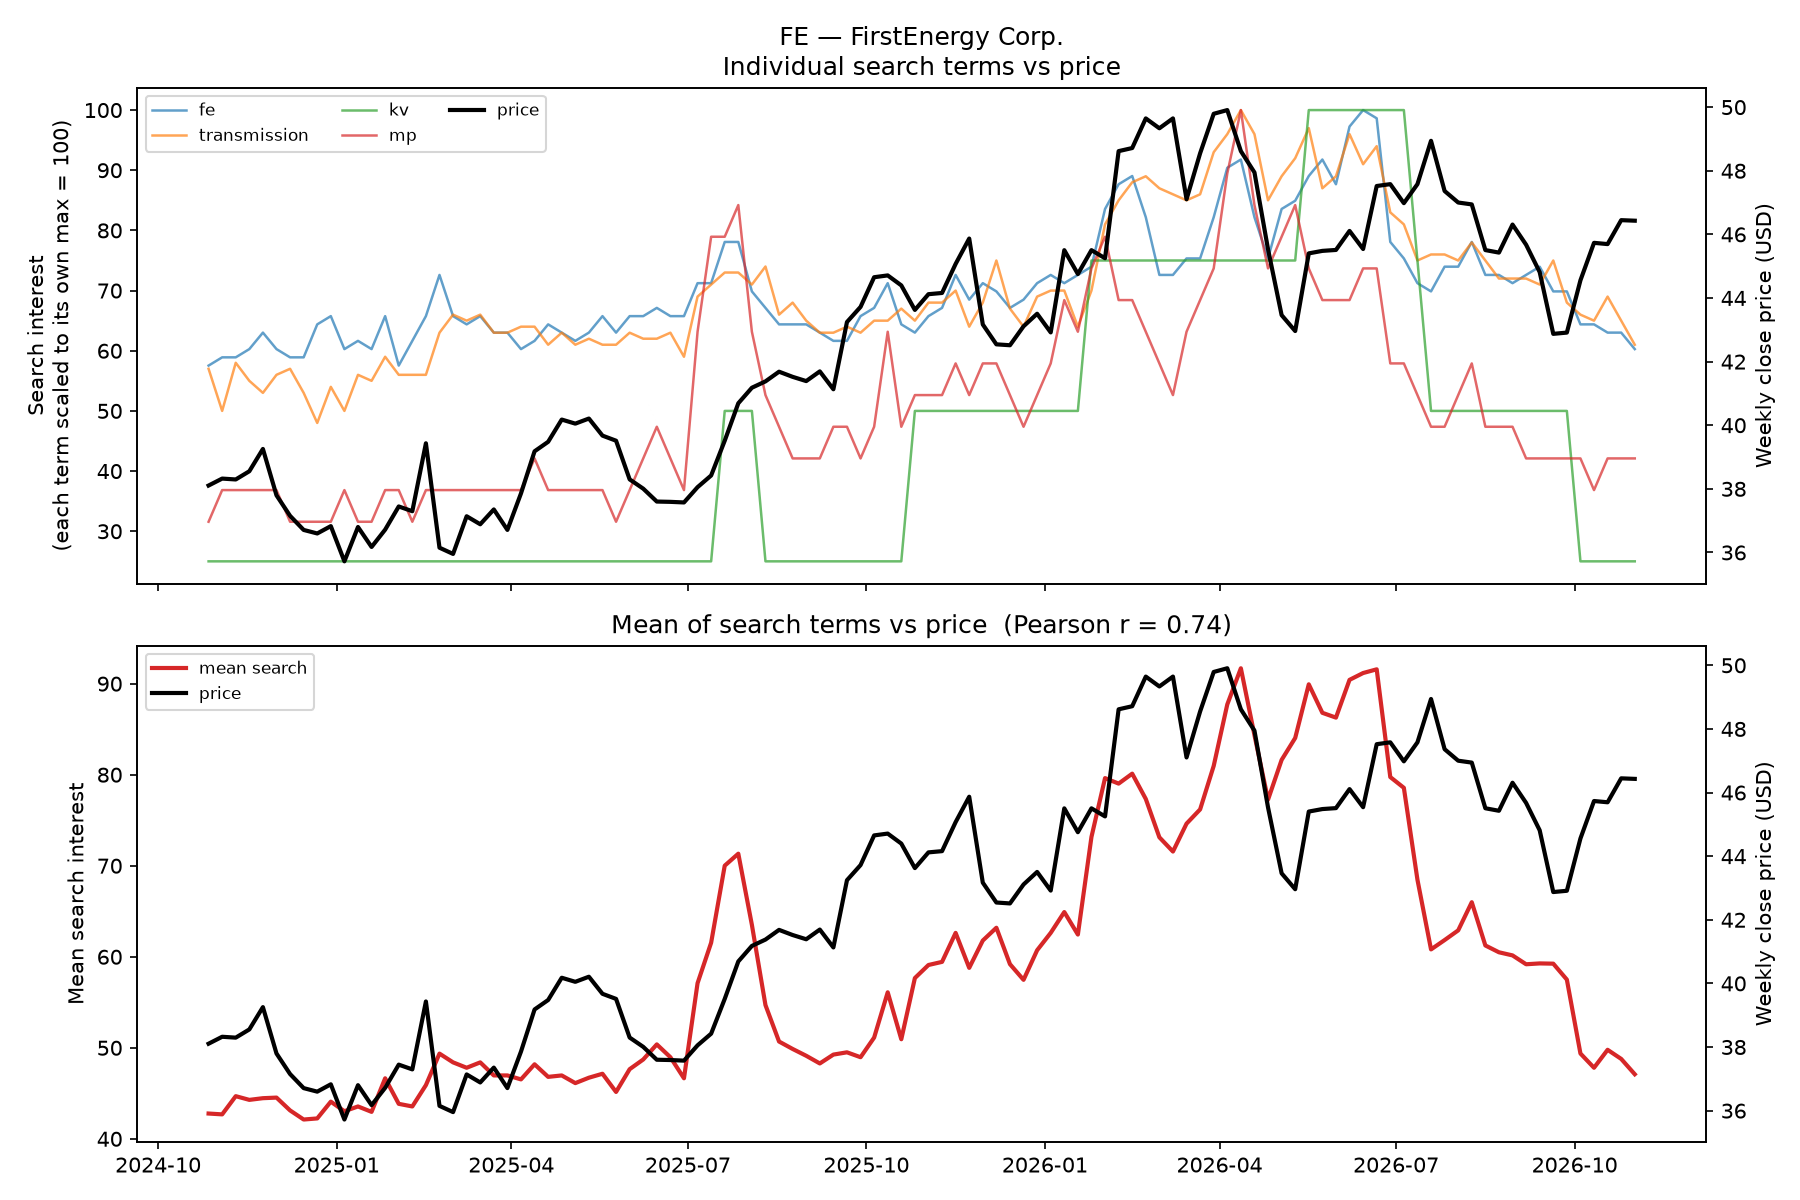 FE — FirstEnergy Corp.
Individual search terms vs price
fe
transmission
kv
mp
price
Search interest
(each term scaled to its own max = 100)
100
90
80
70
60
50
40
30
Weekly close price (USD)
50
48
46
44
42
40
38
36
Mean of search terms vs price (Pearson r = 0.74)
mean search
price
Mean search interest
90
80
70
60
50
40
Weekly close price (USD)
50
48
46
44
42
40
38
36
2024-10 2025-01 2025-04 2025-07 2025-10 2026-01 2026-04 2026-07 2026-10